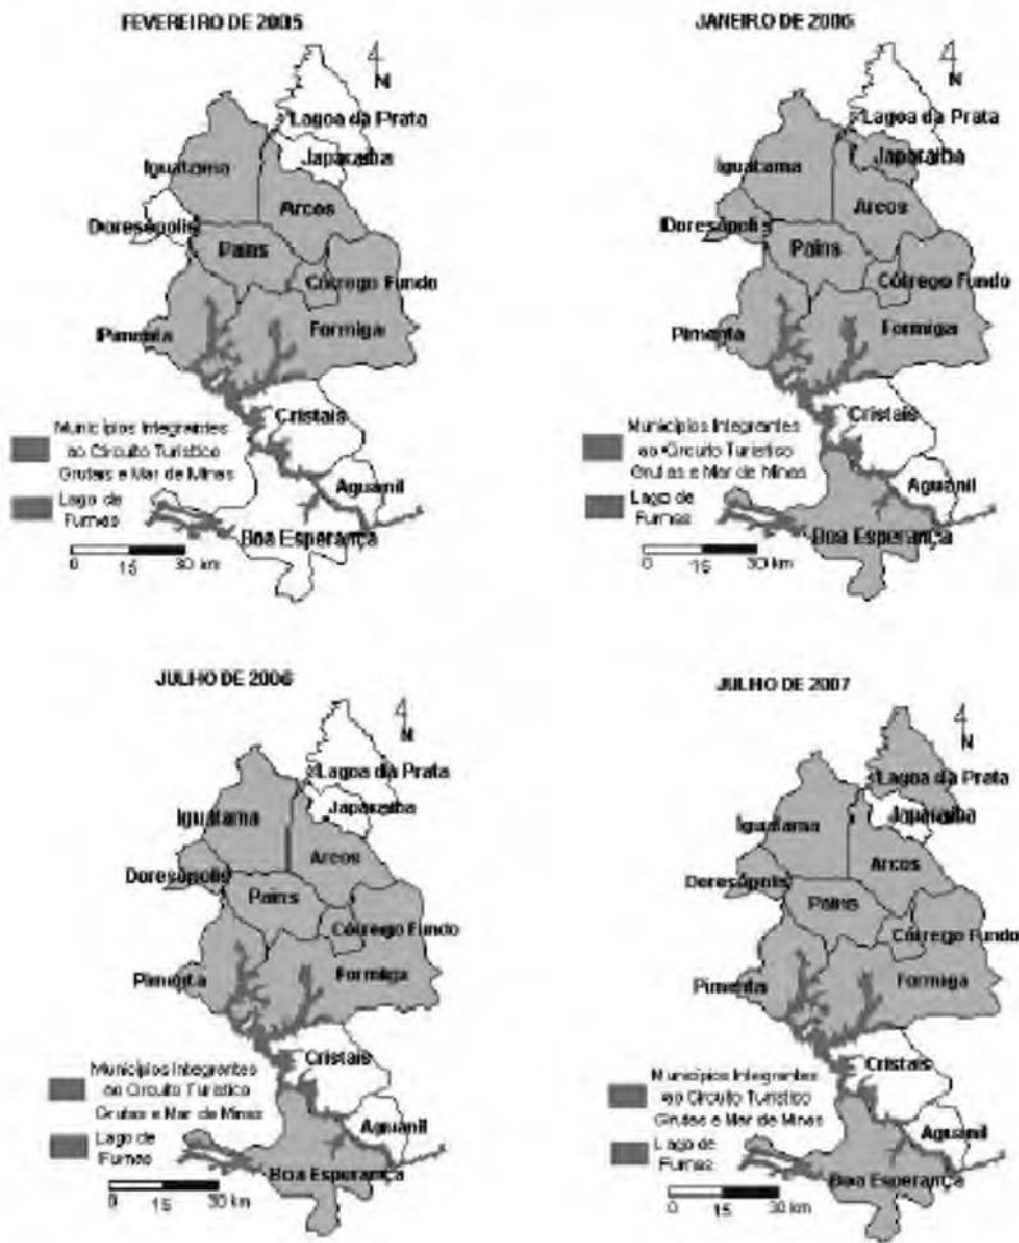 FEVEREIRO DE 2005
N
Lagoa da Prata
Japaraiba
Iguatama
Arcos
Doresópolis
Pains
Córrego Fundo
Formiga
Pimenta
Cristais
Municípios Integrantes
ao Circuito Turístico
Grutas e Mar de Minas
Aguanil
Lago de
Furnas
Boa Esperança
0 15 30 km
JANEIRO DE 2006
N
Lagoa da Prata
Japaraiba
Iguatama
Arcos
Doresópolis
Pains
Córrego Fundo
Formiga
Pimenta
Cristais
Municípios Integrantes
ao Circuito Turístico
Grutas e Mar de Minas
Aguanil
Lago de
Furnas
Boa Esperança
0 15 30 km
JULHO DE 2006
N
Lagoa da Prata
Japaraiba
Iguatama
Arcos
Doresópolis
Pains
Córrego Fundo
Formiga
Pimenta
Cristais
Municípios Integrantes
ao Circuito Turístico
Grutas e Mar de Minas
Aguanil
Lago de
Furnas
Boa Esperança
0 15 30 km
JULHO DE 2007
N
Lagoa da Prata
Japaraiba
Iguatama
Arcos
Doresópolis
Pains
Córrego Fundo
Formiga
Pimenta
Cristais
Municípios Integrantes
ao Circuito Turístico
Grutas e Mar de Minas
Aguanil
Lago de
Furnas
Boa Esperança
0 15 30 km